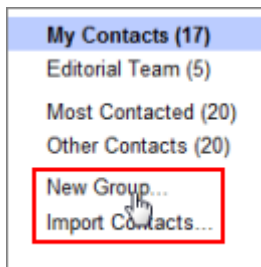 My Contacts (17)
Editorial Team (5)
Most Contacted (20)
Other Contacts (20)
New Group...
Import Contacts...